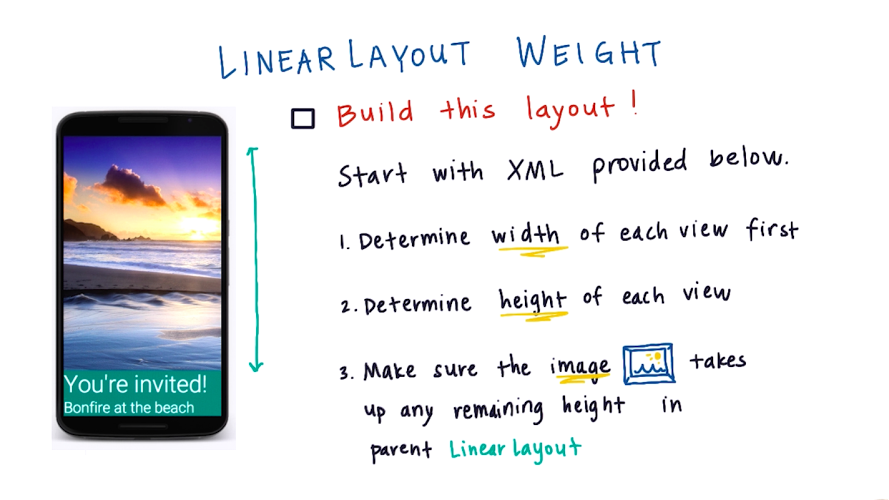 LINEARLAYOUT WEIGHT
Build this layout!
Start with XML provided below.
1. Determine width of each view first
2. Determine height of each view
3. Make sure the image takes
up any remaining height in
parent Linear Layout
You're invited!
Bonfire at the beach